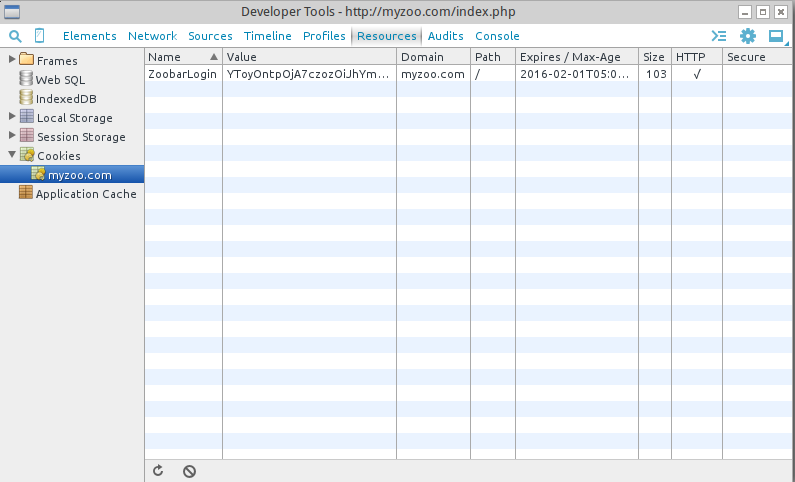 Developer Tools - http://myzoo.com/index.php
Elements Network Sources Timeline Profiles Resources Audits Console
Frames
Web SQL
IndexedDB
Local Storage
Session Storage
Cookies
myzoo.com
Application Cache
Name Value Domain Path Expires / Max-Age Size HTTP Secure
ZoobarLogin YToyOntpOjA7czozOiJhYm... myzoo.com / 2016-02-01T05:0... 103 ✓